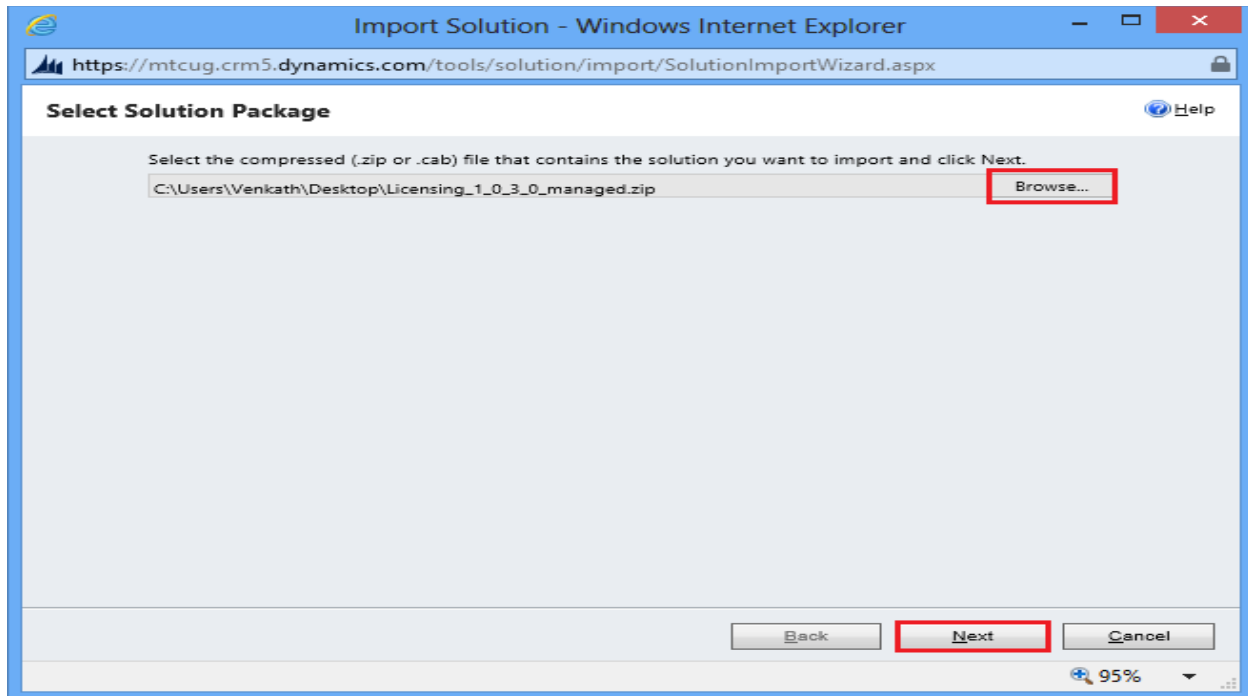 Import Solution - Windows Internet Explorer
https://mtcug.crm5.dynamics.com/tools/solution/import/SolutionImportWizard.aspx
Select Solution Package
Help
Select the compressed (.zip or .cab) file that contains the solution you want to import and click Next.
C:\Users\Venkath\Desktop\Licensing_1_0_3_0_managed.zip
Browse...
Back
Next
Cancel
95%